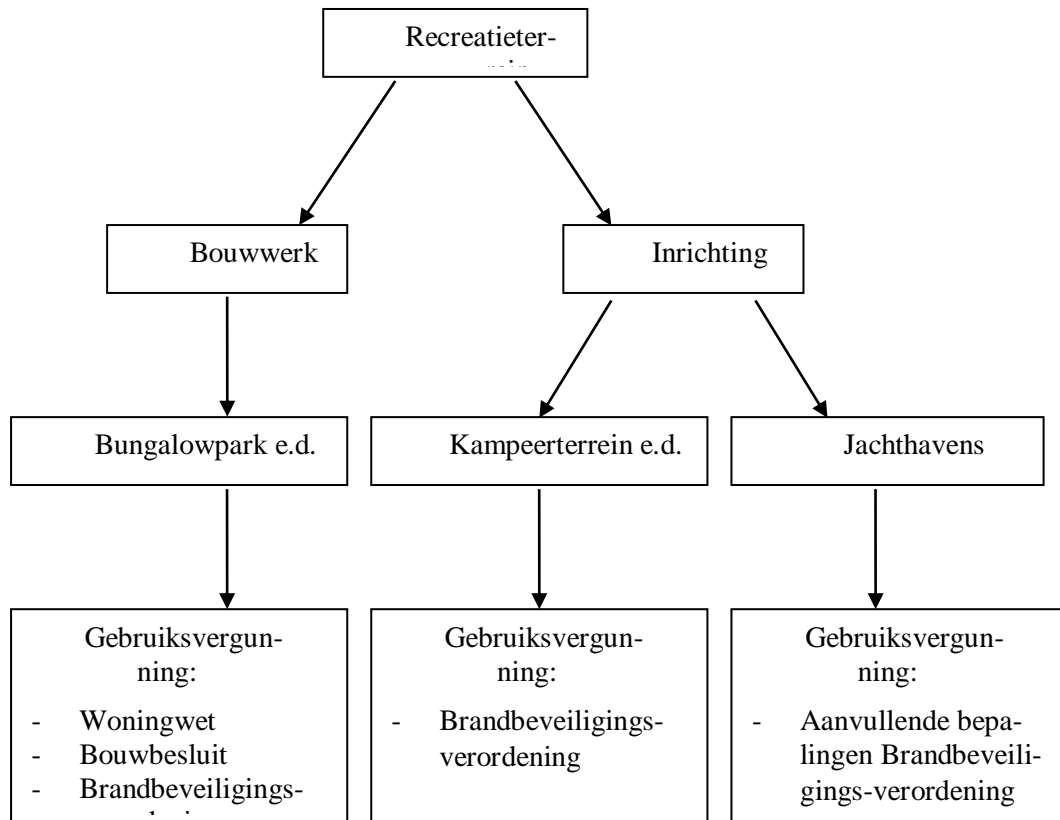 Recreatieter-
Bouwwerk
Inrichting
Bungalowpark e.d.
Kampeerterrein e.d.
Jachthavens
Gebruiksvergun-
ning:
- Woningwet
- Bouwbesluit
- Brandbeveiligings-
Gebruiksvergun-
ning:
- Brandbeveiligings-
verordening
Gebruiksvergun-
ning:
- Aanvullende bepa-
lingen Brandbeveili-
gings-verordening